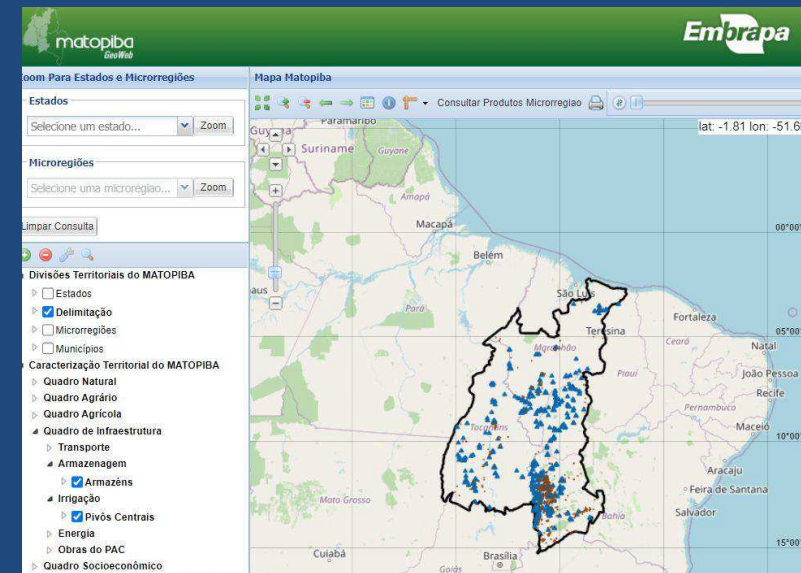 matopiba
GeoWeb
Embrapa
Zoom Para Estados e Microrregiões
Mapa Matopiba
Estados
Selecione um estado...
Zoom
Microregiões
Selecione uma microregiao...
Zoom
Limpar Consulta
Consultar Produtos Microrregiao
lat: -1.81 lon: -51.65
Divisões Territoriais do MATOPIBA
Estados
Delimitação
Microrregiões
Municípios
Caracterização Territorial do MATOPIBA
Quadro Natural
Quadro Agrário
Quadro Agrícola
Quadro de Infraestrutura
Transporte
Armazenagem
Armazéns
Irrigação
Pivôs Centrais
Energia
Obras do PAC
Quadro Socioeconômico
Paramaribo
Suriname
Guyane
Amapá
Macapá
00°00'
Belém
Pará
São Luís
Fortaleza
Teresina
05°00'
Ceará
Natal
Maranhão
Piauí
João Pessoa
Recife
Pernambuco
Maceió
Tocantins
10°00'
Aracaju
Feira de Santana
Mato Grosso
Bahia
Salvador
15°00'
Cuiabá
Brasília
Goiás